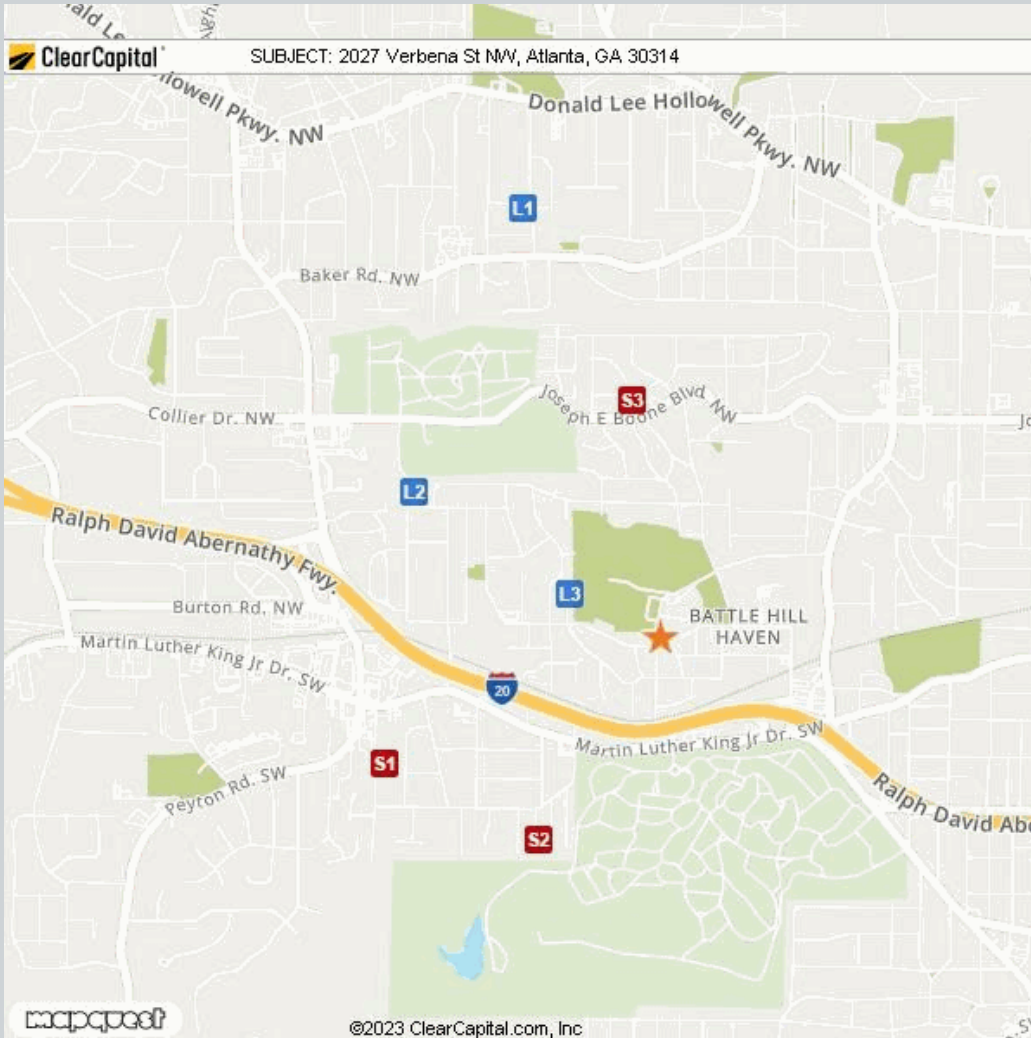 ClearCapital
SUBJECT: 2027 Verbena St NW, Atlanta, GA 30314
Hollowell Pkwy. NW
Donald Lee Hollowell Pkwy. NW
L1
Baker Rd. NW
Joseph E Boone Blvd. NW
S3
Collier Dr. NW
L2
Ralph David Abernathy Fwy.
L3
Burton Rd. NW
BATTLE HILL
HAVEN
Martin Luther King Jr Dr. SW
20
Martin Luther King Jr Dr. SW
S1
Peyton Rd. SW
Ralph David Abe
S2
mapquest
©2023 ClearCapital.com, Inc